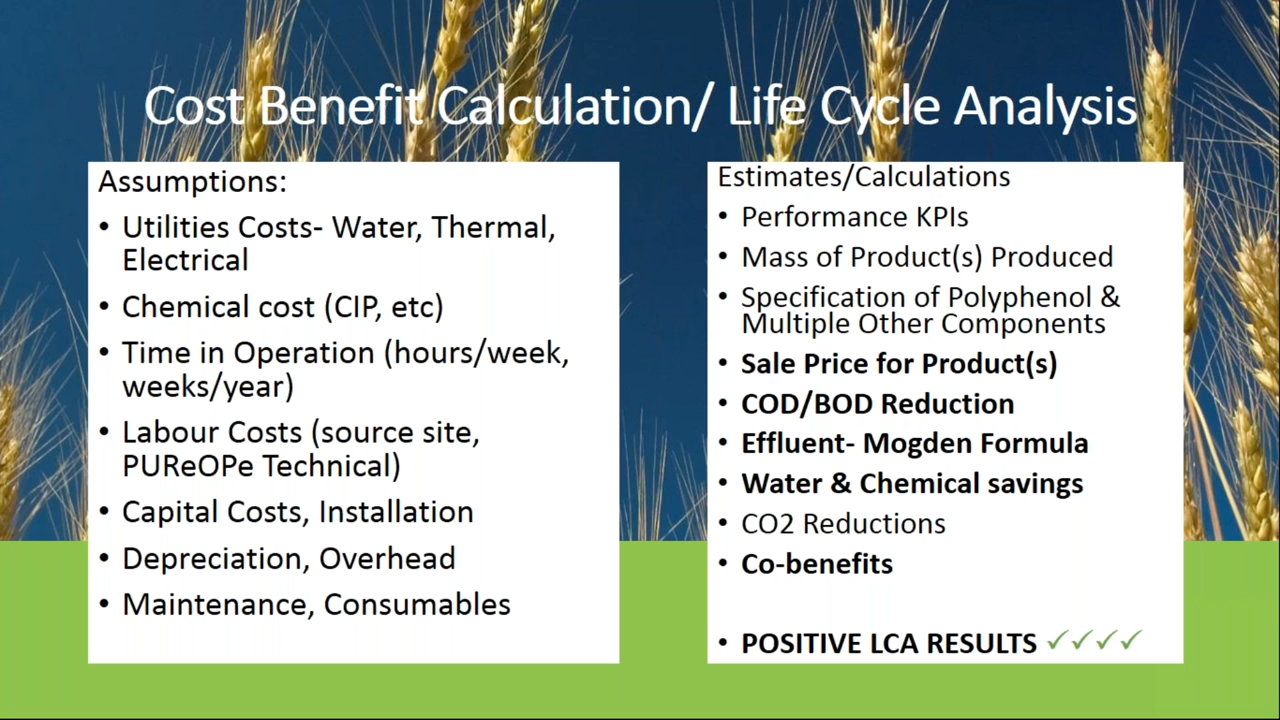 Cost Benefit Calculation/ Life Cycle Analysis
Assumptions:
• Utilities Costs- Water, Thermal,
Electrical
• Chemical cost (CIP, etc)
• Time in Operation (hours/week,
weeks/year)
• Labour Costs (source site,
PUReOPe Technical)
• Capital Costs, Installation
• Depreciation, Overhead
• Maintenance, Consumables
Estimates/Calculations
• Performance KPIs
• Mass of Product(s) Produced
• Specification of Polyphenol &
Multiple Other Components
• Sale Price for Product(s)
• COD/BOD Reduction
• Effluent- Mogden Formula
• Water & Chemical savings
• CO2 Reductions
• Co-benefits
• POSITIVE LCA RESULTS ✓✓✓✓